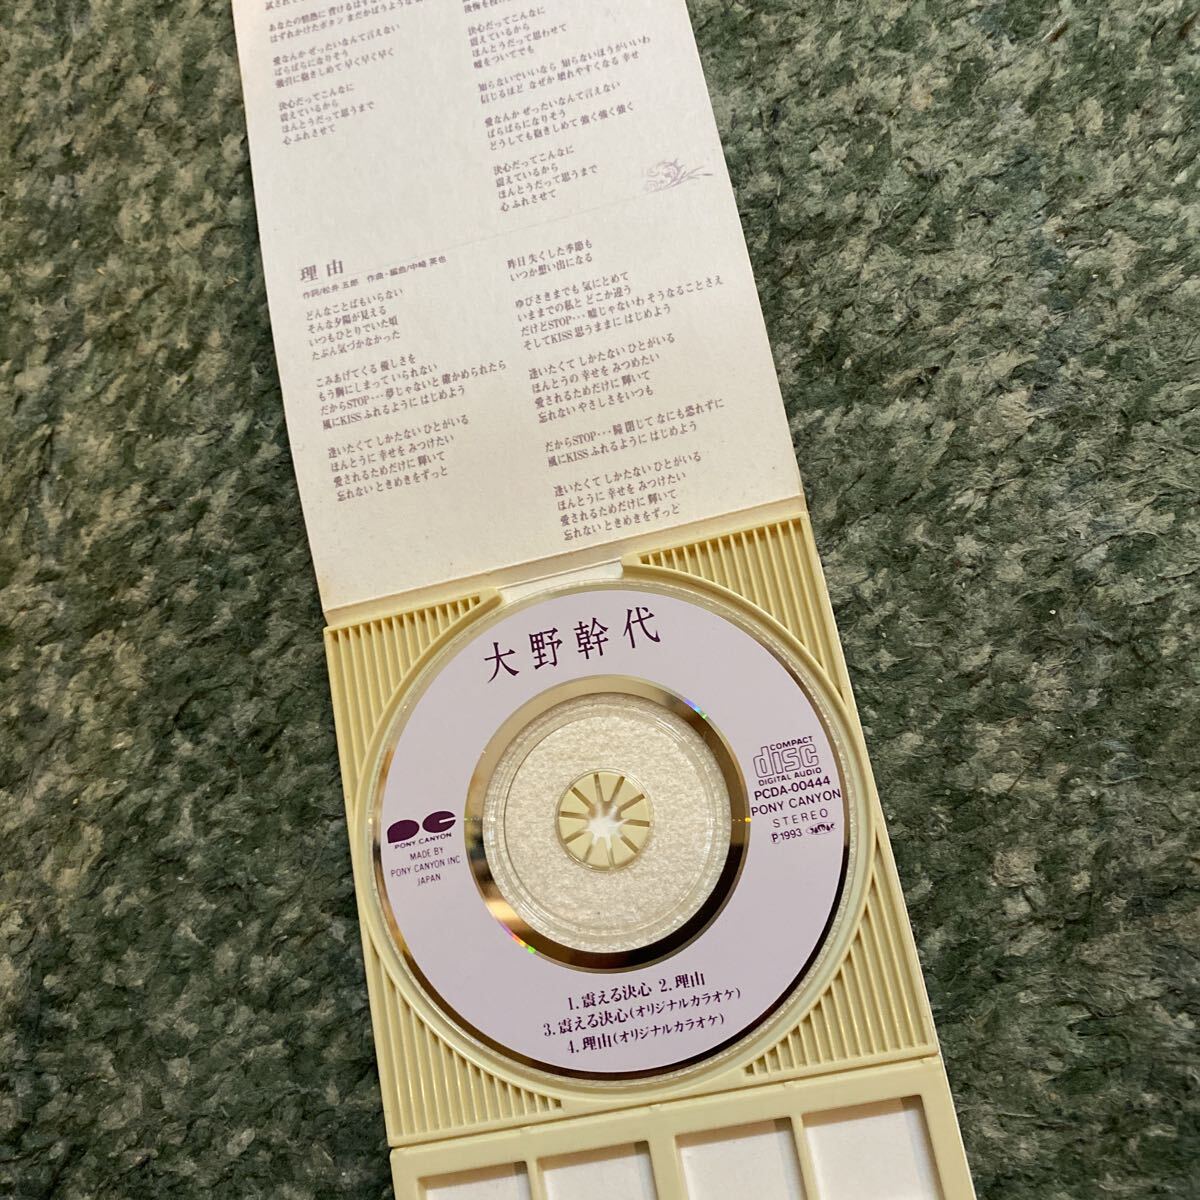 あなたの情熱に 背けるはずな
はずれかけたボタン まだかばうような
愛なんか ぜったいなんて言えない
ばらばらになりそう
強引に抱きしめて 早く早く早く
決心だってこんなに
震えているから
ほんとうだって思うまで
心 ふれさせて
決心だってこんなに
震えているから
ほんとうだって思わせて
嘘をついてでも
知らないでいいなら 知らないほうがいいわ
信じるほど なぜか 壊れやすくなる 幸せ
愛なんか ぜったいなんて言えない
ばらばらになりそう
どうしても抱きしめて 強く強く強く
決心だってこんなに
震えているから
ほんとうだって思うまで
心 ふれさせて
理由
作詞/松井 五郎 作曲・編曲/中崎 英也
どんなことばもいらない
そんな夕陽が見える
いつもひとりでいた頃
たぶん気づかなかった
こみあげてくる 優しさを
もう胸にしまって いられない
だからSTOP…夢じゃないと 確かめられたら
風にKISS ふれるように はじめよう
逢いたくて しかたない ひとがいる
ほんとうに 幸せを みつけたい
愛されるためだけに 輝いて
忘れない ときめきをずっと
昨日 失くした季節も
いつか想い出になる
ゆびさきまでも 気にとめて
いままでの私と どこか違う
だけどSTOP…嘘じゃないわ そうなることさえ
そしてKISS 思うままに はじめよう
逢いたくて しかたない ひとがいる
ほんとうの 幸せを みつめたい
愛されるためだけに 輝いて
忘れない やさしさをいつも
だからSTOP…瞳 閉じて なにも恐れずに
風にKISS ふれるように はじめよう
逢いたくて しかたない ひとがいる
ほんとうに 幸せを みつけたい
愛されるためだけに 輝いて
忘れない ときめきをずっと
大野幹代
PONY CANYON
MADE BY
PONY CANYON INC
JAPAN
COMPACT
disc
DIGITAL AUDIO
PCDA-00444
PONY CANYON
STEREO
P1993
1. 震える決心 2. 理由
3. 震える決心(オリジナルカラオケ)
4. 理由(オリジナルカラオケ)